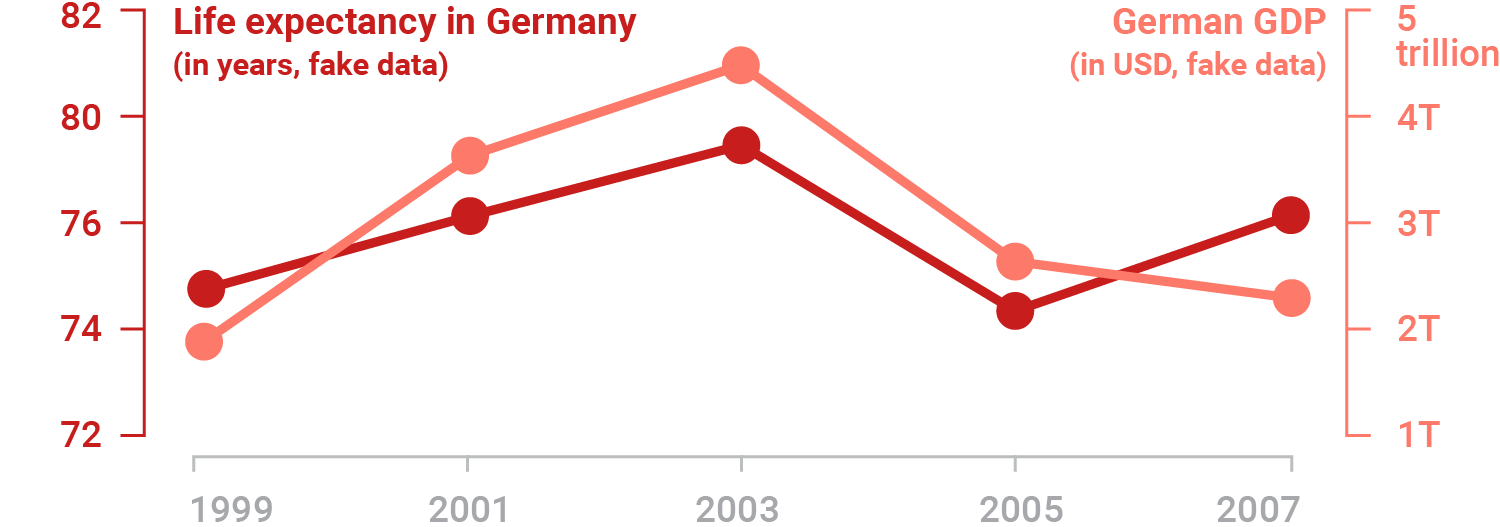 82
Life expectancy in Germany
(in years, fake data)
German GDP
(in USD, fake data)
5
trillion
80
4T
76
3T
74
2T
72
1T
1999
2001
2003
2005
2007